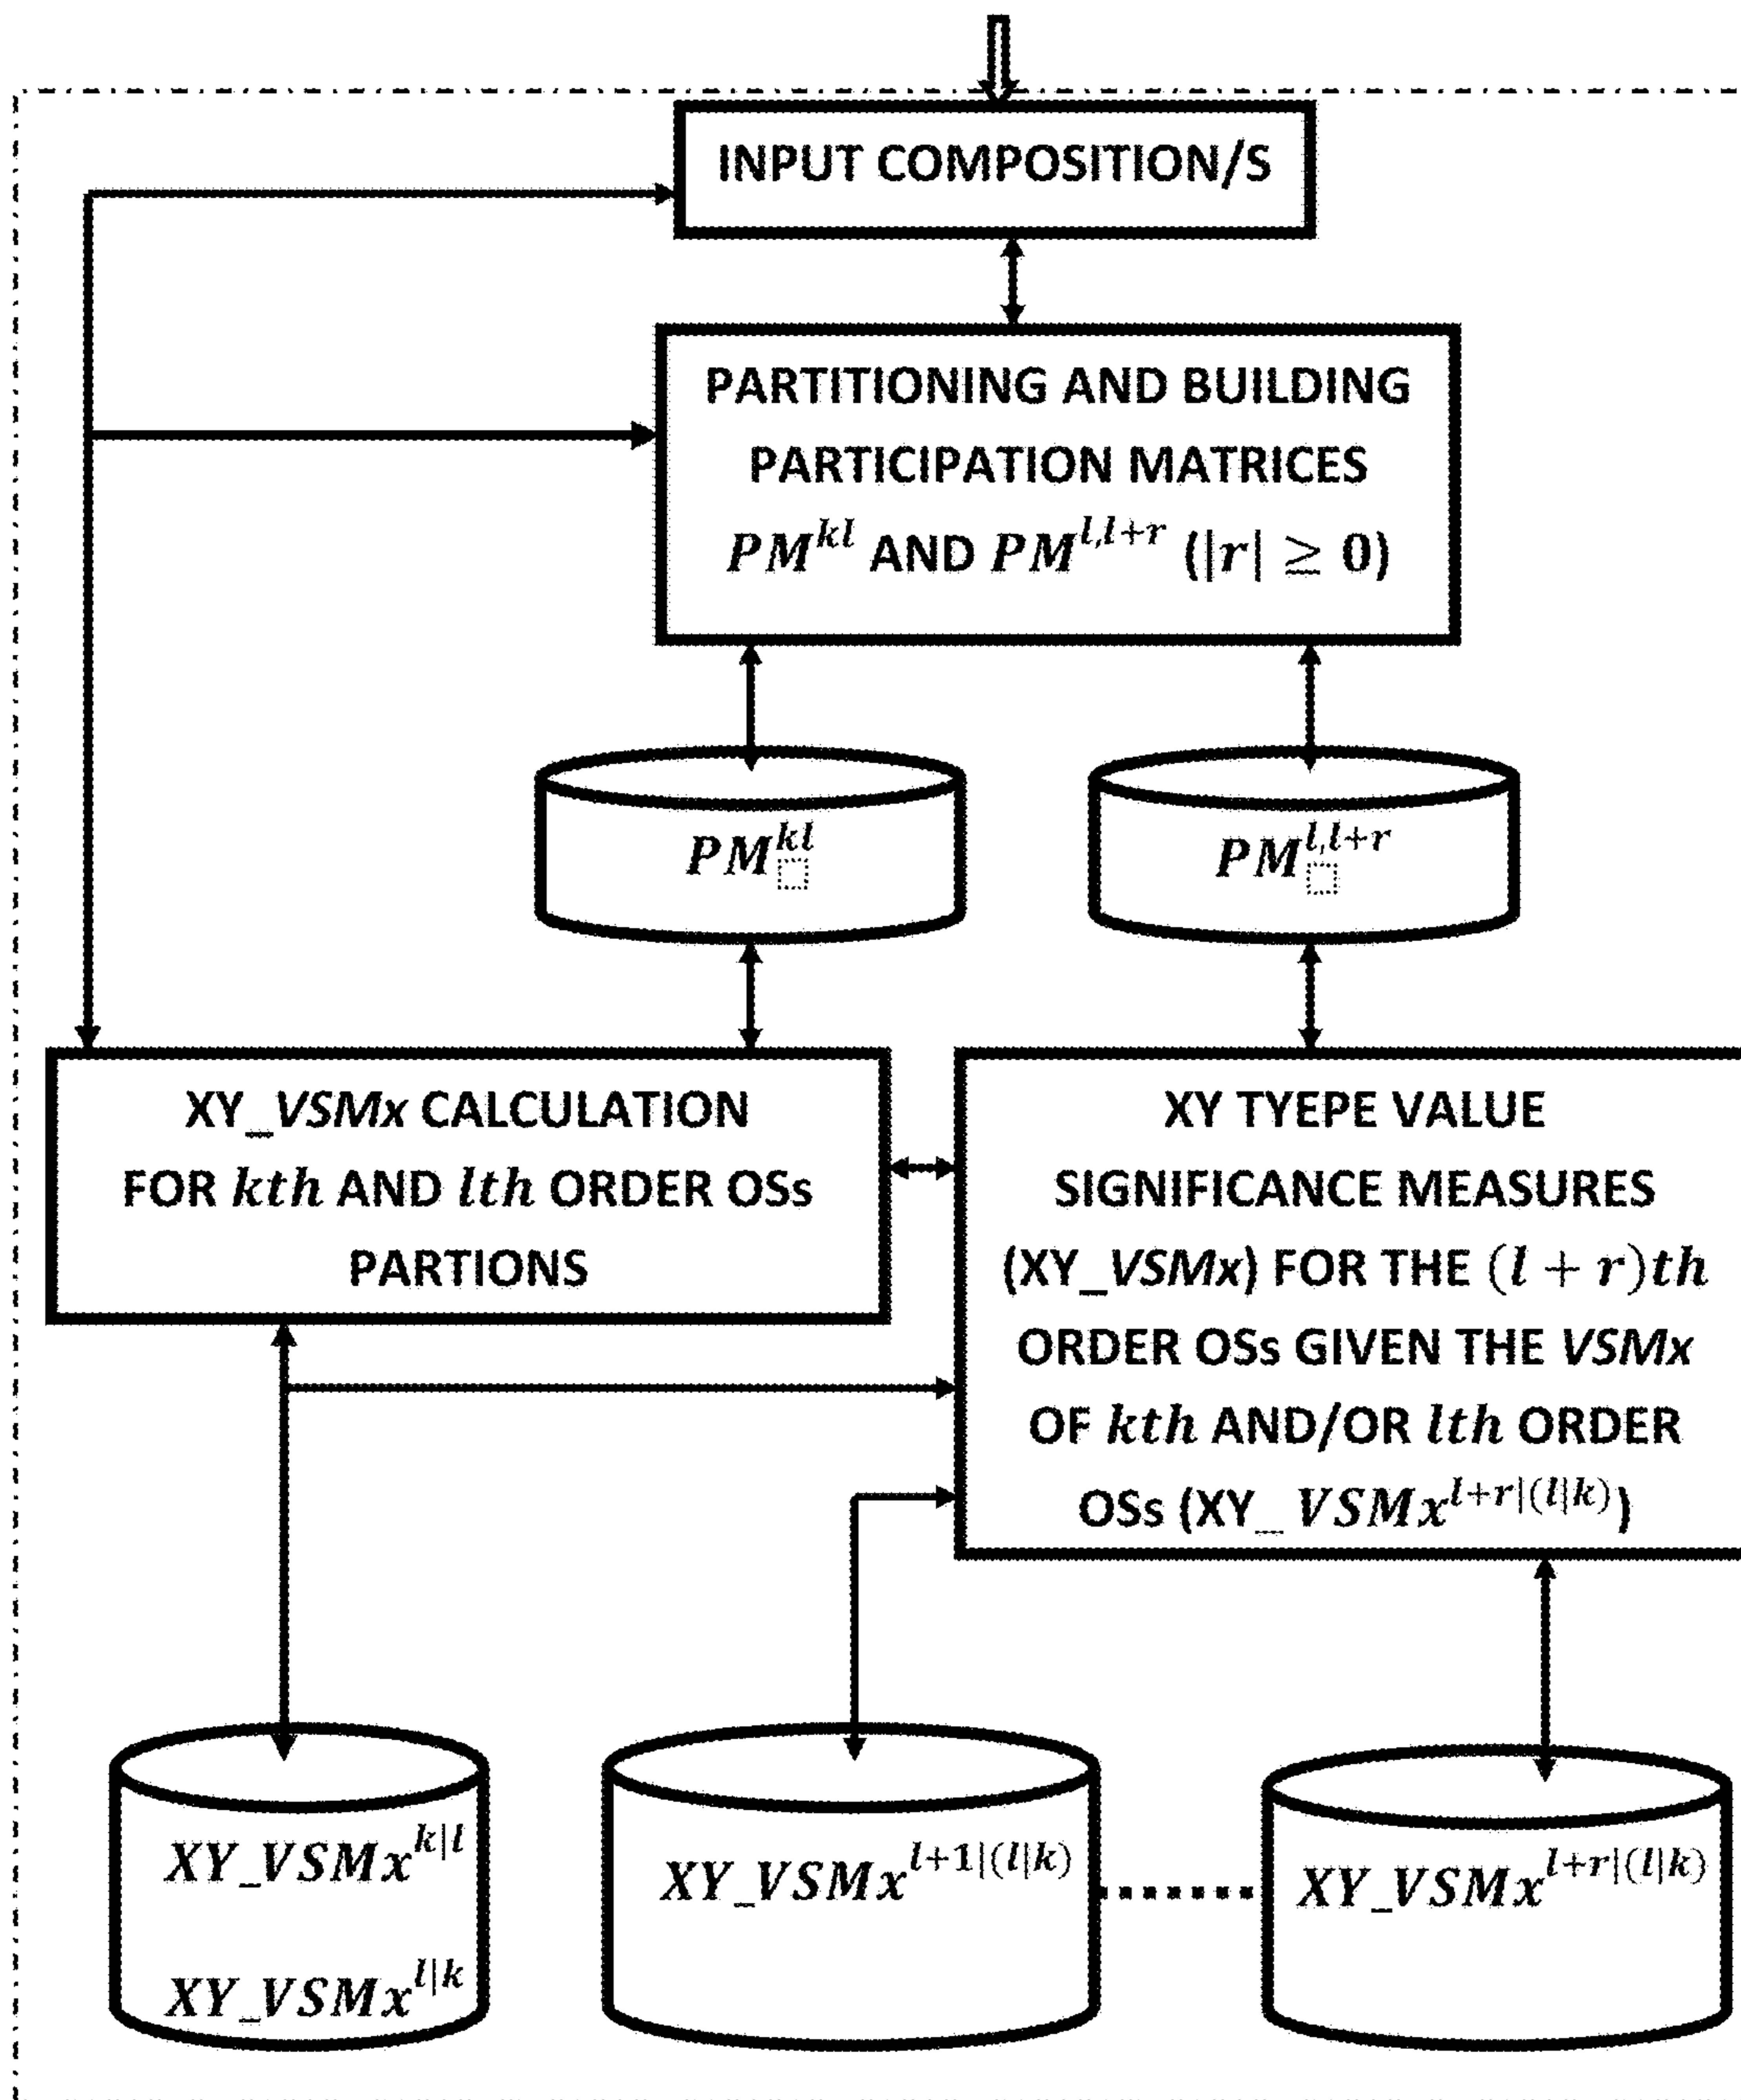 INPUT COMPOSITION/S
PARTITIONING AND BUILDING
PARTICIPATION MATRICES
PM^{kl} AND PM^{l,l+r} (|r| ≥ 0)
PM^{kl}
PM^{l,l+r}
XY_VSMx CALCULATION
FOR kth AND lth ORDER OSs
PARTIONS
XY TYEPE VALUE
SIGNIFICANCE MEASURES
(XY_VSMx) FOR THE (l + r)th
ORDER OSs GIVEN THE VSMx
OF kth AND/OR lth ORDER
OSs (XY_ VSMx^{l+r|(l|k)})
XY_VSMx^{k|l}
XY_VSMx^{l|k}
XY_VSMx^{l+1|(l|k)}
XY_VSMx^{l+r|(l|k)}